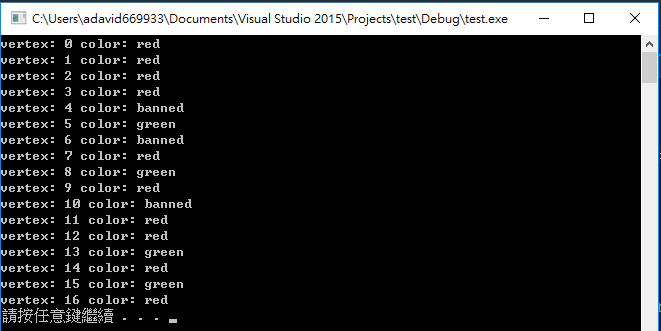 C:\Users\adavid669933\Documents\Visual Studio 2015\Projects\test\Debug\test.exe
vertex: 0 color: red
vertex: 1 color: red
vertex: 2 color: red
vertex: 3 color: red
vertex: 4 color: banned
vertex: 5 color: green
vertex: 6 color: banned
vertex: 7 color: red
vertex: 8 color: green
vertex: 9 color: red
vertex: 10 color: banned
vertex: 11 color: red
vertex: 12 color: red
vertex: 13 color: green
vertex: 14 color: red
vertex: 15 color: green
vertex: 16 color: red
請按任意鍵繼續 . . .